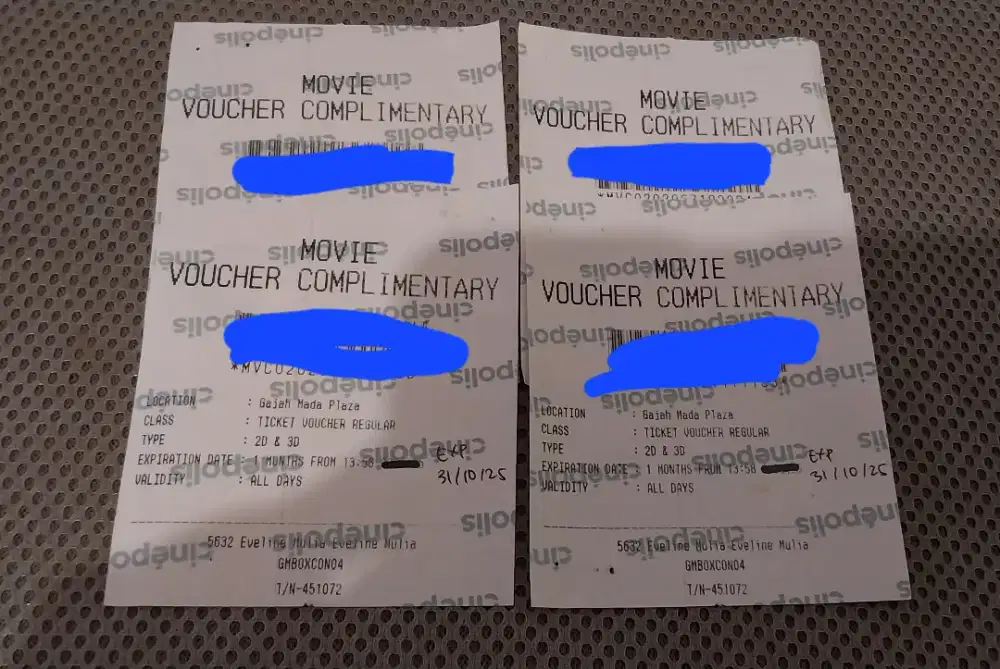 MOVIE
VOUCHER COMPLIMENTARY
MOVIE
VOUCHER COMPLIMENTARY
MOVIE
VOUCHER COMPLIMENTARY
LOCATION : Gajah Mada Plaza
CLASS : TICKET VOUCHER REGULAR
TYPE : 2D & 3D
EXPIRATION DATE : 1 MONTHS FROM 13:58
EXP
31/10/25
VALIDITY : ALL DAYS
5632 Eveline Mulia Eveline Mulia
GMBOXCON04
T/N-451072
MOVIE
VOUCHER COMPLIMENTARY
LOCATION : Gajah Mada Plaza
CLASS : TICKET VOUCHER REGULAR
TYPE : 2D & 3D
EXPIRATION DATE : 1 MONTHS FROM 13:58
EXP
31/10/25
VALIDITY : ALL DAYS
5632 Eveline Mulia Eveline Mulia
GMBOXCON04
T/N-451072
cinépolis